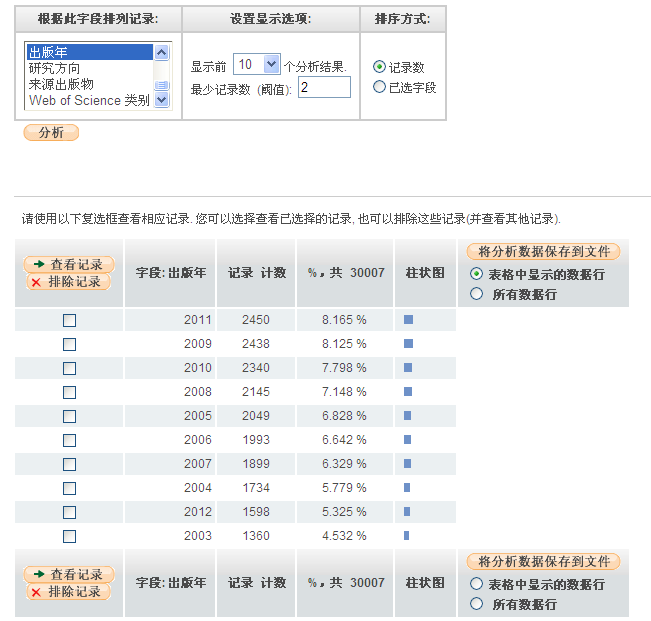 根据此字段排列记录:
设置显示选项:
排序方式:
出版年
研究方向
来源出版物
Web of Science 类别
显示前 10 个分析结果.
最少记录数 (阈值): 2
记录数
已选字段
分析
请使用以下复选框查看相应记录. 您可以选择查看已选择的记录, 也可以排除这些记录(并查看其他记录).
查看记录
排除记录
字段: 出版年
记录 计数
%, 共 30007
柱状图
将分析数据保存到文件
表格中显示的数据行
所有数据行
2011 2450 8.165 %
2009 2438 8.125 %
2010 2340 7.798 %
2008 2145 7.148 %
2005 2049 6.828 %
2006 1993 6.642 %
2007 1899 6.329 %
2004 1734 5.779 %
2012 1598 5.325 %
2003 1360 4.532 %
查看记录
排除记录
字段: 出版年
记录 计数
%, 共 30007
柱状图
将分析数据保存到文件
表格中显示的数据行
所有数据行